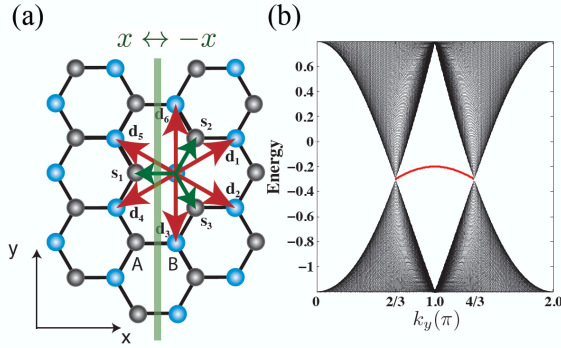 (a)
x ↔ −x
d₆
d₅
s₂
d₁
s₁
d₄
d₂
s₃
d₃
A
B
y
x
(b)
Energy
0.6
0.4
0.2
0
−0.2
−0.4
−0.6
−0.8
−1
0
2/3
1.0
4/3
2.0
k_y(π)